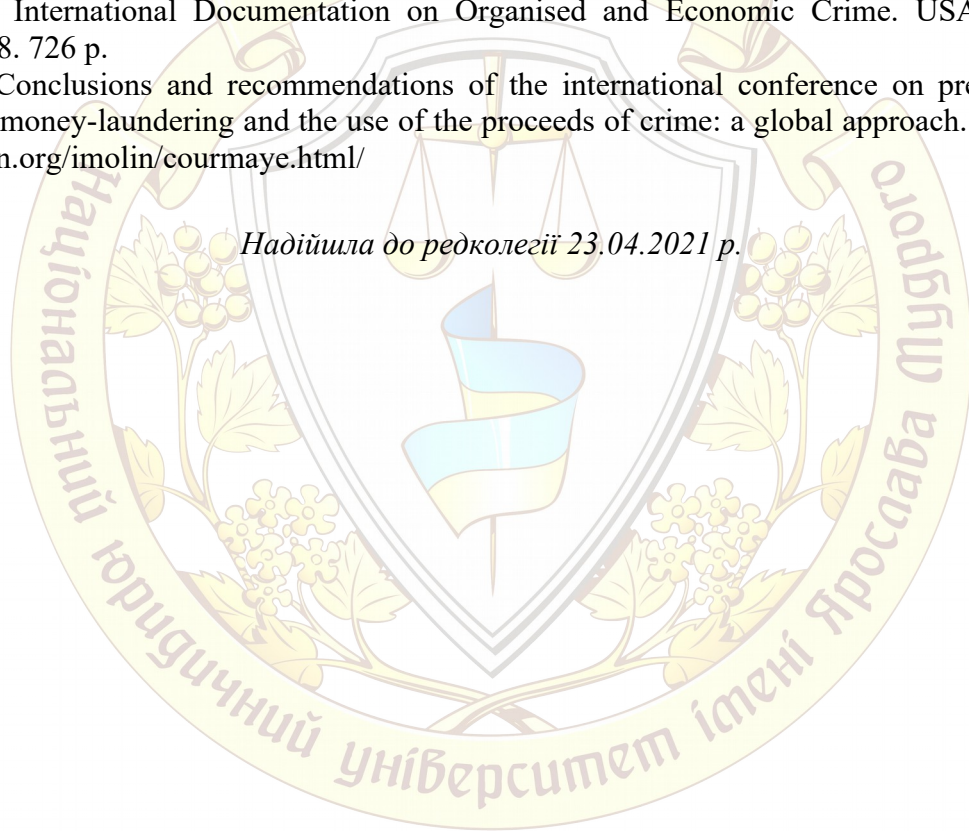 International Documentation on Organised and Economic Crime. USA
8. 726 p.
Conclusions and recommendations of the international conference on pre
money-laundering and the use of the proceeds of crime: a global approach.
n.org/imolin/courmaye.html/
Надійшла до редколегії 23.04.2021 р.
Національний юридичний університет імені Ярослава Мудрого